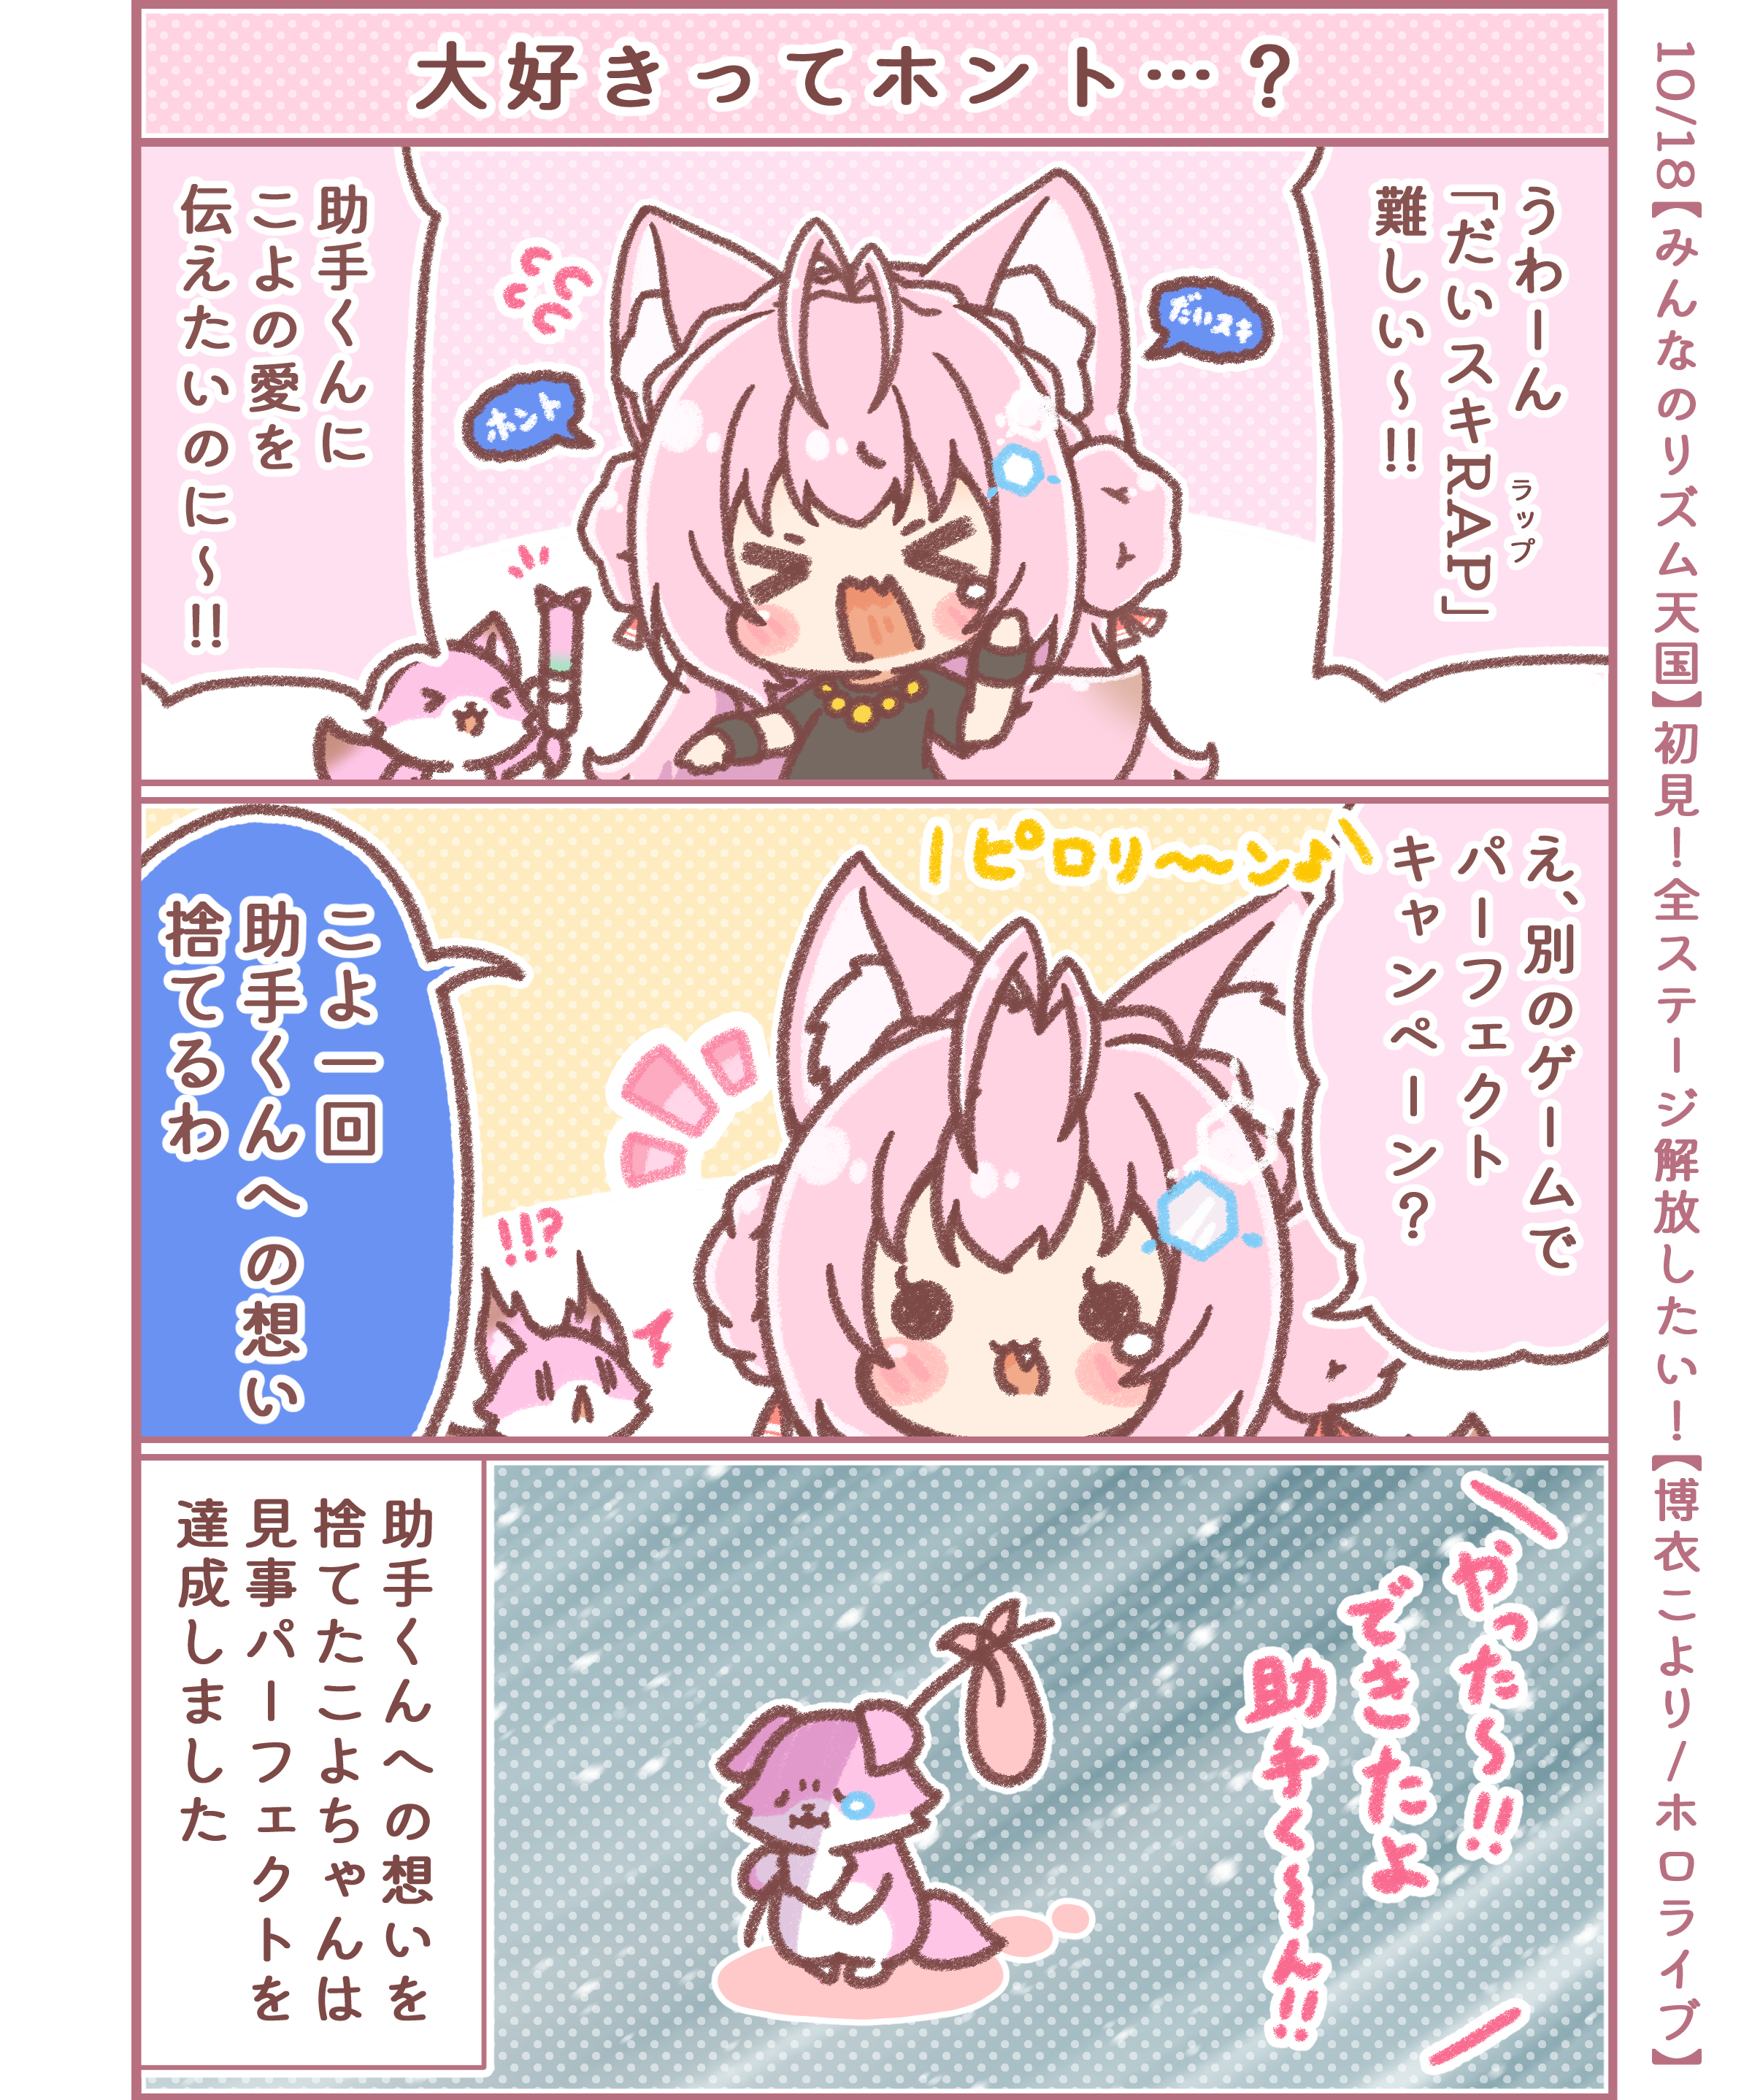 大好きってホント…?
10/18【みんなのリズム天国】初見!全ステージ解放したい!【博衣こより/ホロライブ】
うわーん
「だいスキRAP」
ラップ
難しい～!!
だいスキ
ホント
助手くんに
こよの愛を
伝えたいのに～!!
ピロリ～～ン♪
え、別のゲームで
パーフェクト
キャンペーン?
!!?
こよ一回
助手くんへの想い
捨てるわ
やった～!!
できたよ
助手く～ん!!
助手くんへの想いを
捨てたこよちゃんは
見事パーフェクトを
達成しました